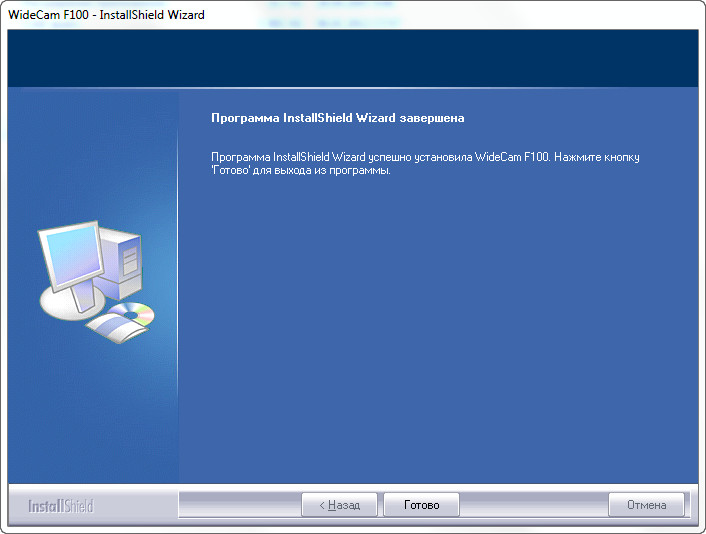 WideCam F100 - InstallShield Wizard
Программа InstallShield Wizard завершена
Программа InstallShield Wizard успешно установила WideCam F100. Нажмите кнопку
'Готово' для выхода из программы.
InstallShield
< Назад
Готово
Отмена